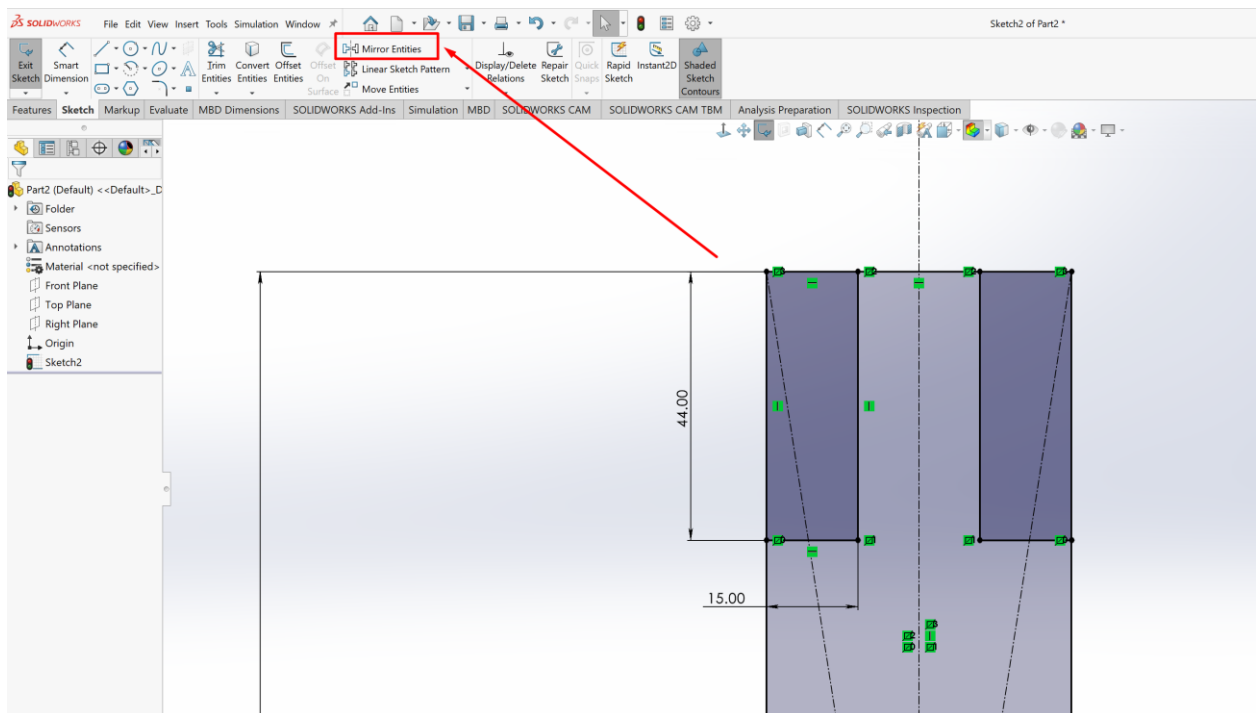 SOLIDWORKS File Edit View Insert Tools Simulation Window Sketch2 of Part2 *
Exit Sketch
Smart Dimension
Trim Entities
Convert Entities
Offset Entities
Offset On Surface
Mirror Entities
Linear Sketch Pattern
Move Entities
Display/Delete Relations
Repair Sketch
Quick Snaps
Rapid Sketch
Instant2D
Shaded Sketch Contours
Features Sketch Markup Evaluate MBD Dimensions SOLIDWORKS Add-Ins Simulation MBD SOLIDWORKS CAM SOLIDWORKS CAM TBM Analysis Preparation SOLIDWORKS Inspection
Part2 (Default) <<Default>_D
Folder
Sensors
Annotations
Material <not specified>
Front Plane
Top Plane
Right Plane
Origin
Sketch2
44.00
15.00